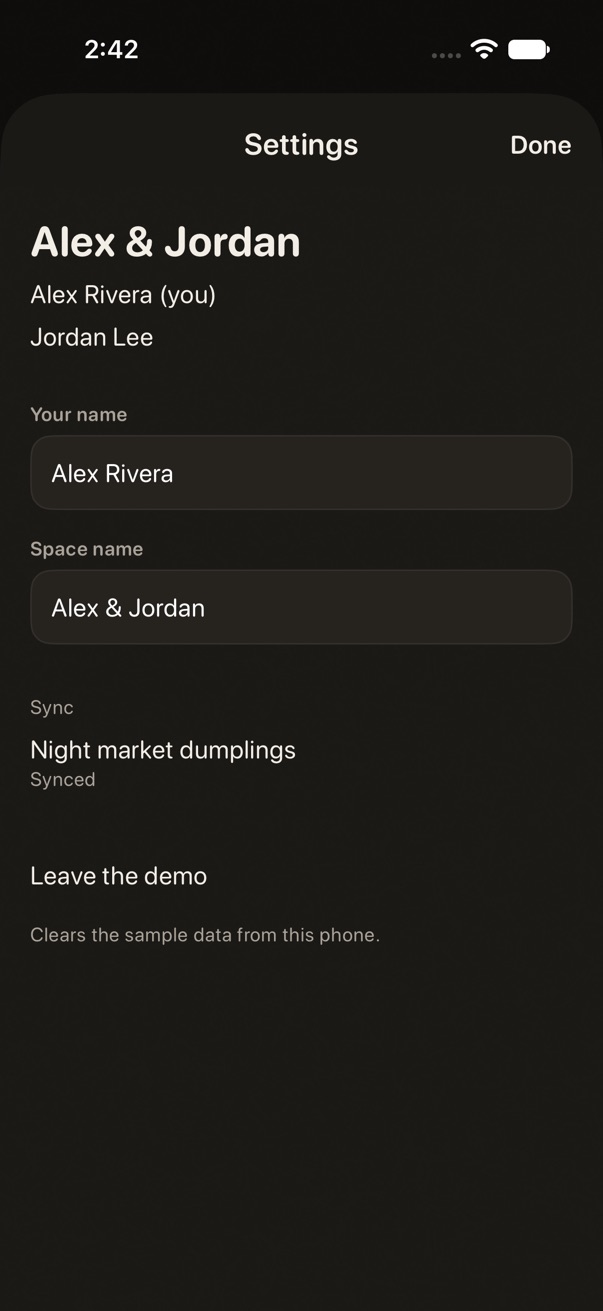 2:42
Settings
Done
Alex & Jordan
Alex Rivera (you)
Jordan Lee
Your name
Alex Rivera
Space name
Alex & Jordan
Sync
Night market dumplings
Synced
Leave the demo
Clears the sample data from this phone.